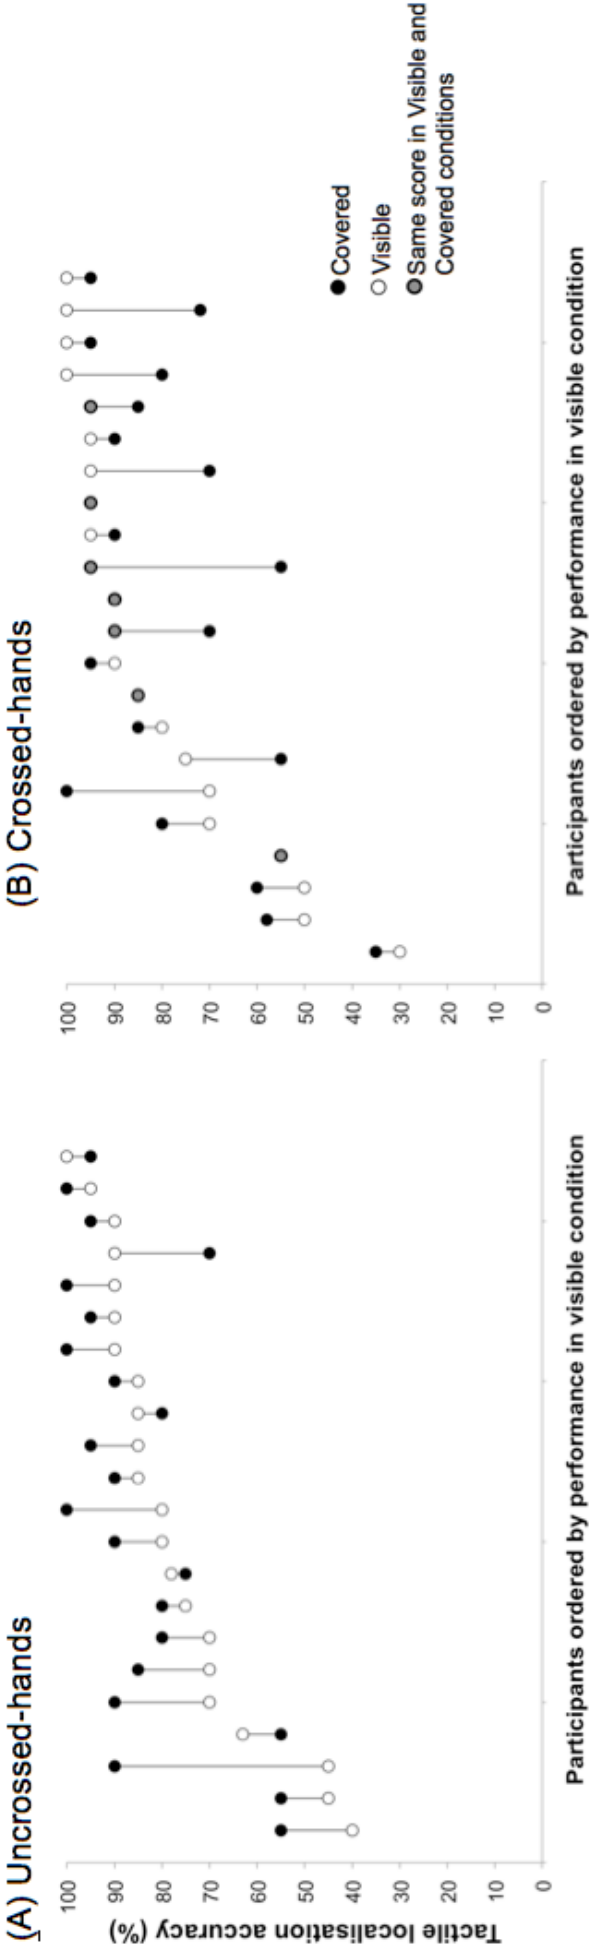 (A) Uncrossed-hands
Tactile localisation accuracy (%)
100
90
80
70
60
50
40
30
20
10
0
Participants ordered by performance in visible condition
(B) Crossed-hands
100
90
80
70
60
50
40
30
20
10
0
Covered
Visible
Same score in Visible and
Covered conditions
Participants ordered by performance in visible condition